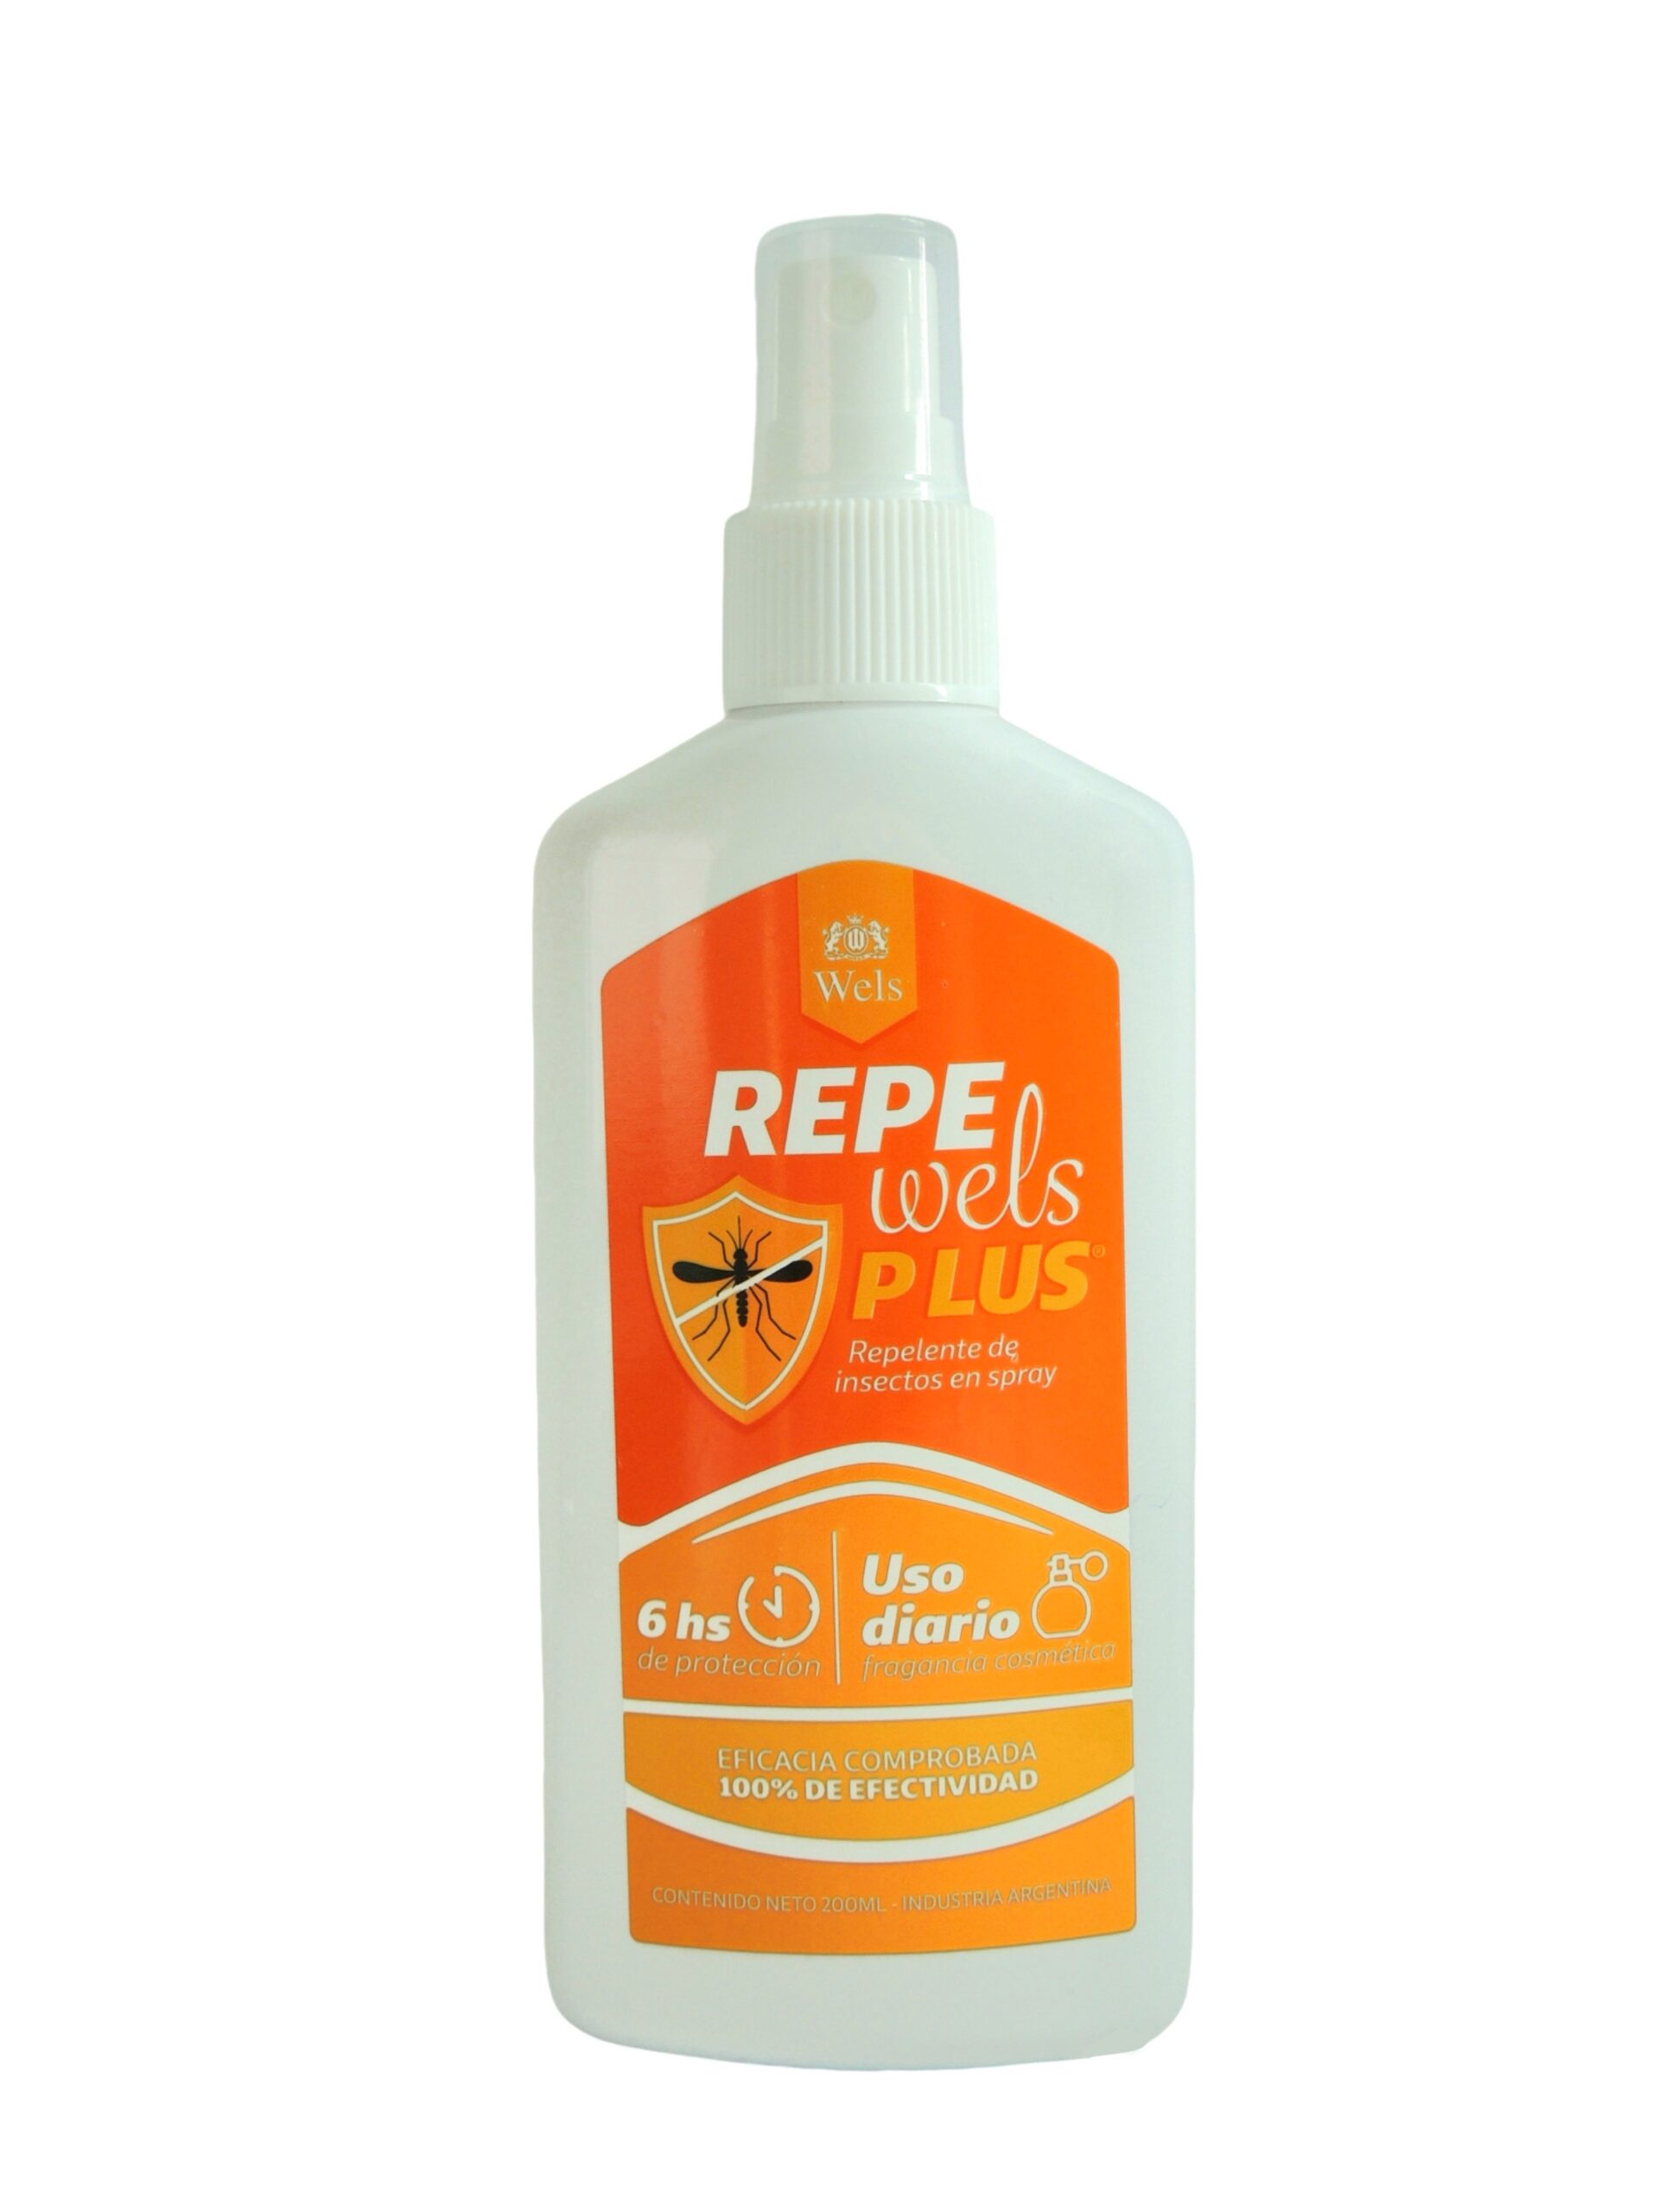 W
Wels
REPE
wels
PLUS®
Repelente de
insectos en spray
6 hs
de protección
Uso
diario
fragancia cosmética
EFICACIA COMPROBADA
100% DE EFECTIVIDAD
CONTENIDO NETO 200ML - INDUSTRIA ARGENTINA